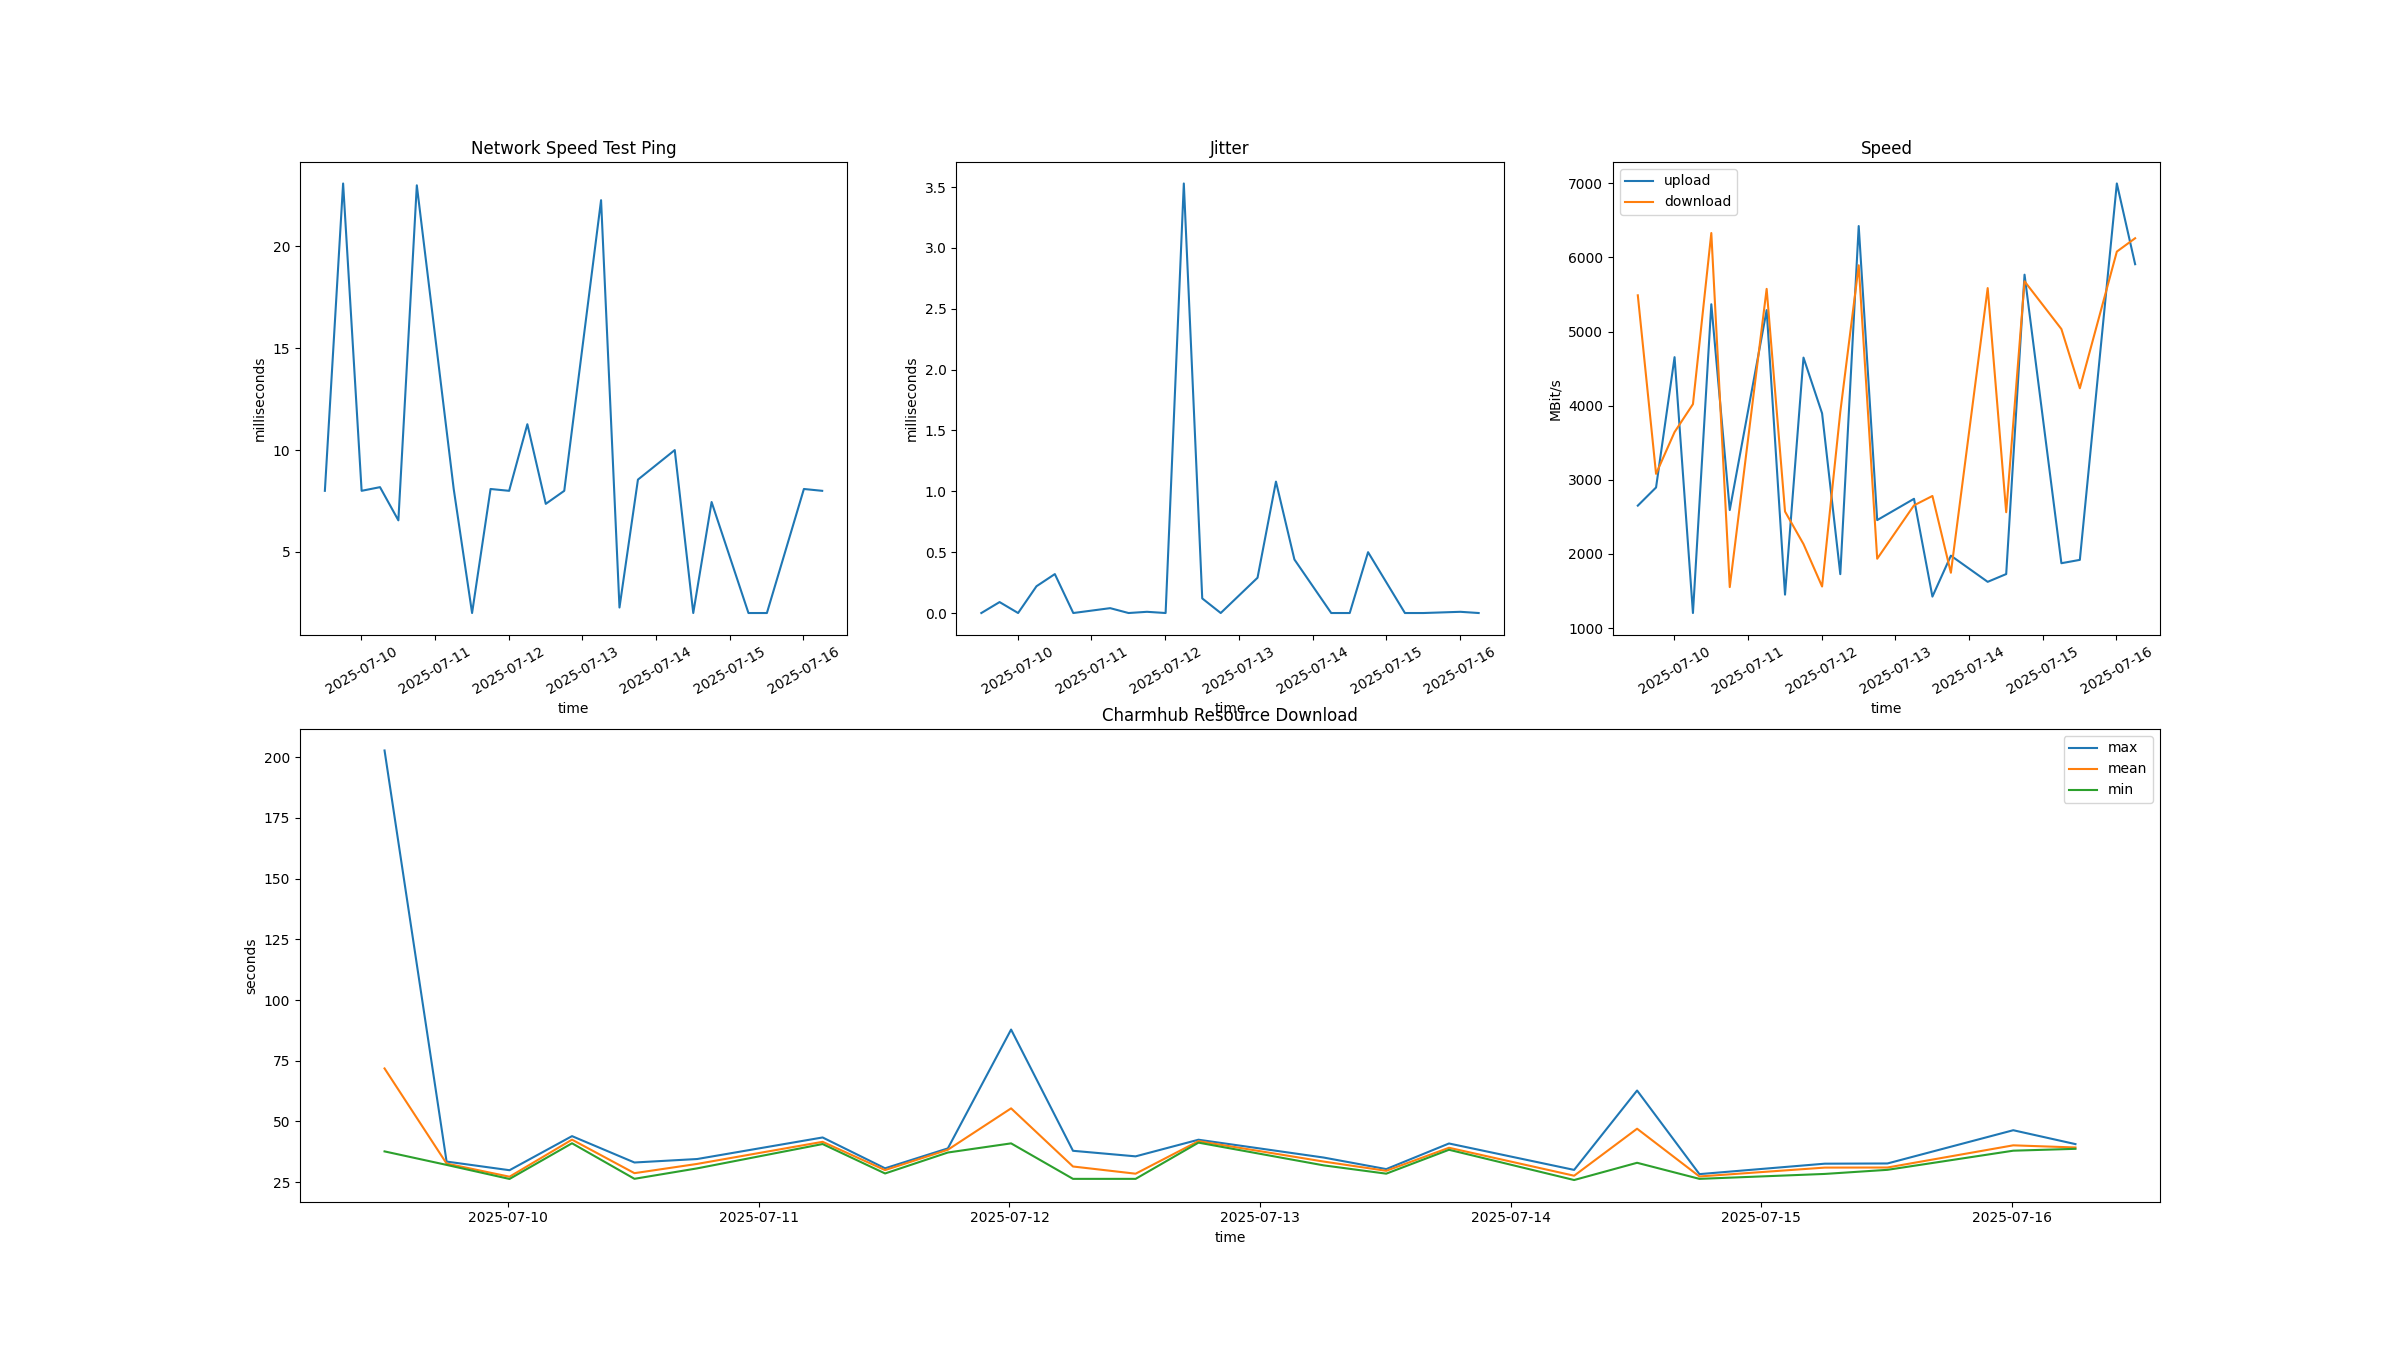 Network Speed Test Ping
milliseconds
20
15
10
5
2025-07-10 2025-07-11 2025-07-12 2025-07-13 2025-07-14 2025-07-15 2025-07-16
time
Jitter
milliseconds
3.5
3.0
2.5
2.0
1.5
1.0
0.5
0.0
2025-07-10 2025-07-11 2025-07-12 2025-07-13 2025-07-14 2025-07-15 2025-07-16
time
Speed
upload
download
MBit/s
7000
6000
5000
4000
3000
2000
1000
2025-07-10 2025-07-11 2025-07-12 2025-07-13 2025-07-14 2025-07-15 2025-07-16
time
Charmhub Resource Download
max
mean
min
seconds
200
175
150
125
100
75
50
25
2025-07-10 2025-07-11 2025-07-12 2025-07-13 2025-07-14 2025-07-15 2025-07-16
time